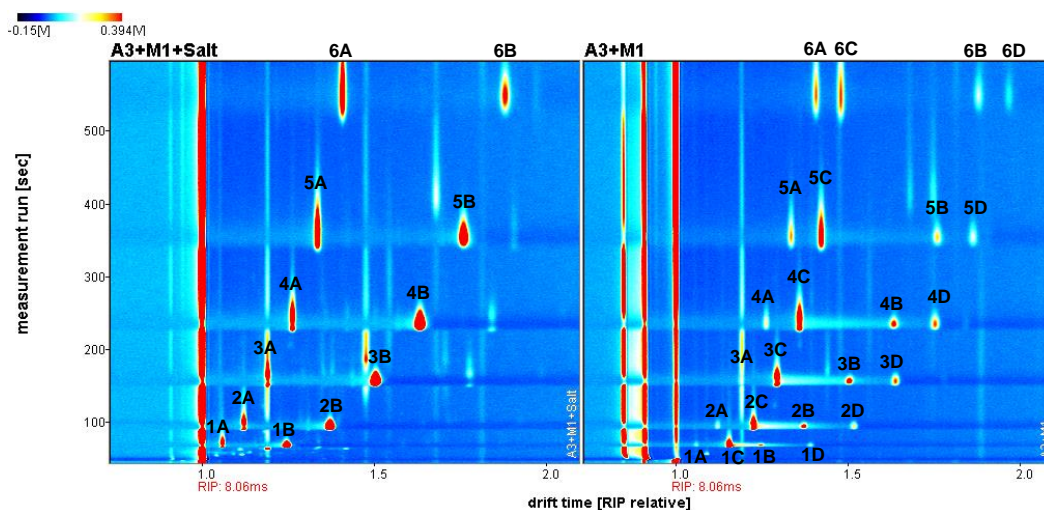 -0.15[V] 0.394[V]
A3+M1+Salt 6A 6B A3+M1 6A 6C 6B 6D
measurement run [sec]
500
400
300
200
100
5A 5B 5A 5C 5B 5D
4A 4B 4A 4C 4B 4D
3A 3B 3A 3C 3B 3D
2A 2B 2A 2C 2B 2D
1A 1B 1A 1C 1B 1D
A3+M1+Salt
1.0 1.5 2.0 1.0 1.5 2.0
RIP: 8.06ms RIP: 8.06ms
drift time [RIP relative]